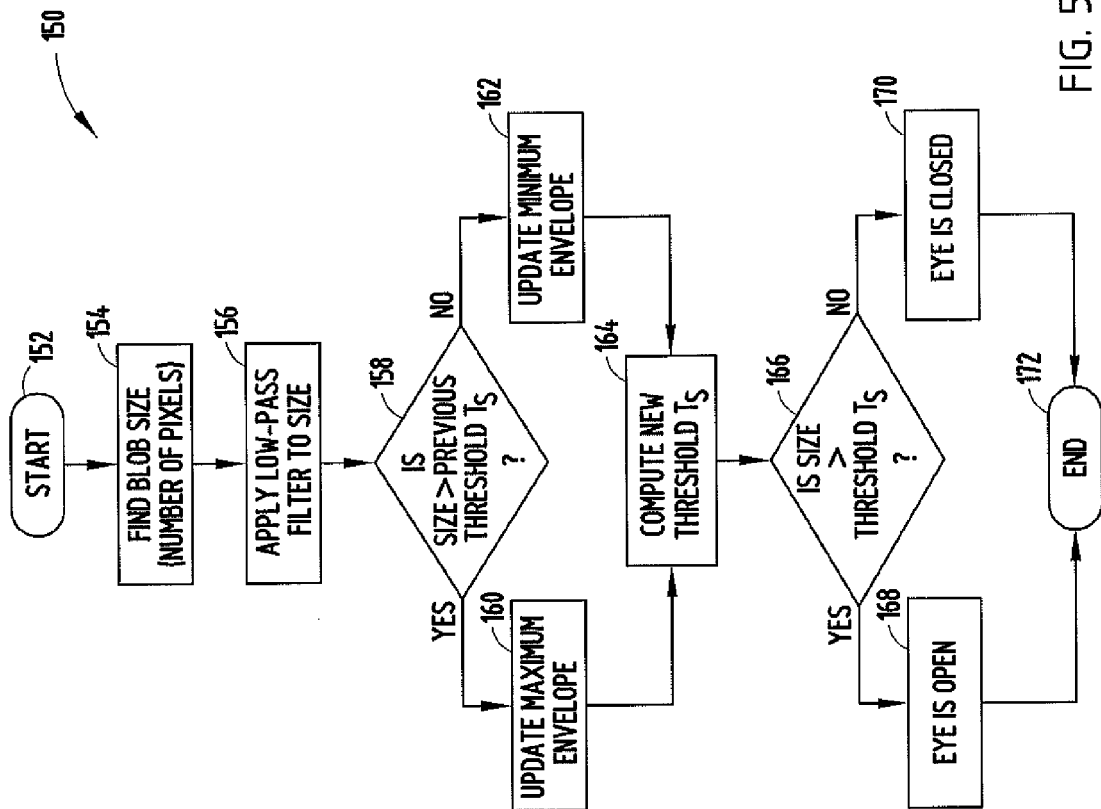 150
START
152
FIND BLOB SIZE
(NUMBER OF PIXELS)
154
APPLY LOW-PASS
FILTER TO SIZE
156
IS
SIZE > PREVIOUS
THRESHOLD TS
?
158
YES
NO
UPDATE MAXIMUM
ENVELOPE
160
UPDATE MINIMUM
ENVELOPE
162
COMPUTE NEW
THRESHOLD TS
164
IS SIZE
>
THRESHOLD TS
?
166
YES
NO
EYE IS OPEN
168
EYE IS CLOSED
170
END
172
FIG. 5